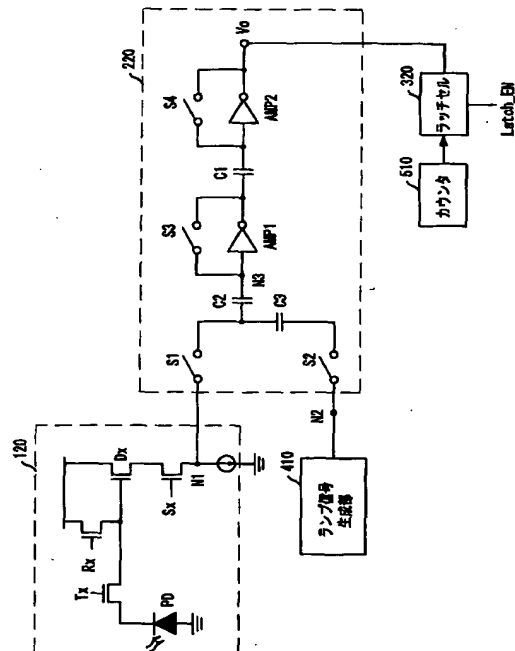 120
Rx
Tx
PD
Dx
Sx
N1
220
S1
S2
N2
C2
C3
N3
S3
AMP1
C1
S4
AMP2
Vo
410
ランプ信号
生成部
510
カウンタ
320
ラッチセル
Latch_EN